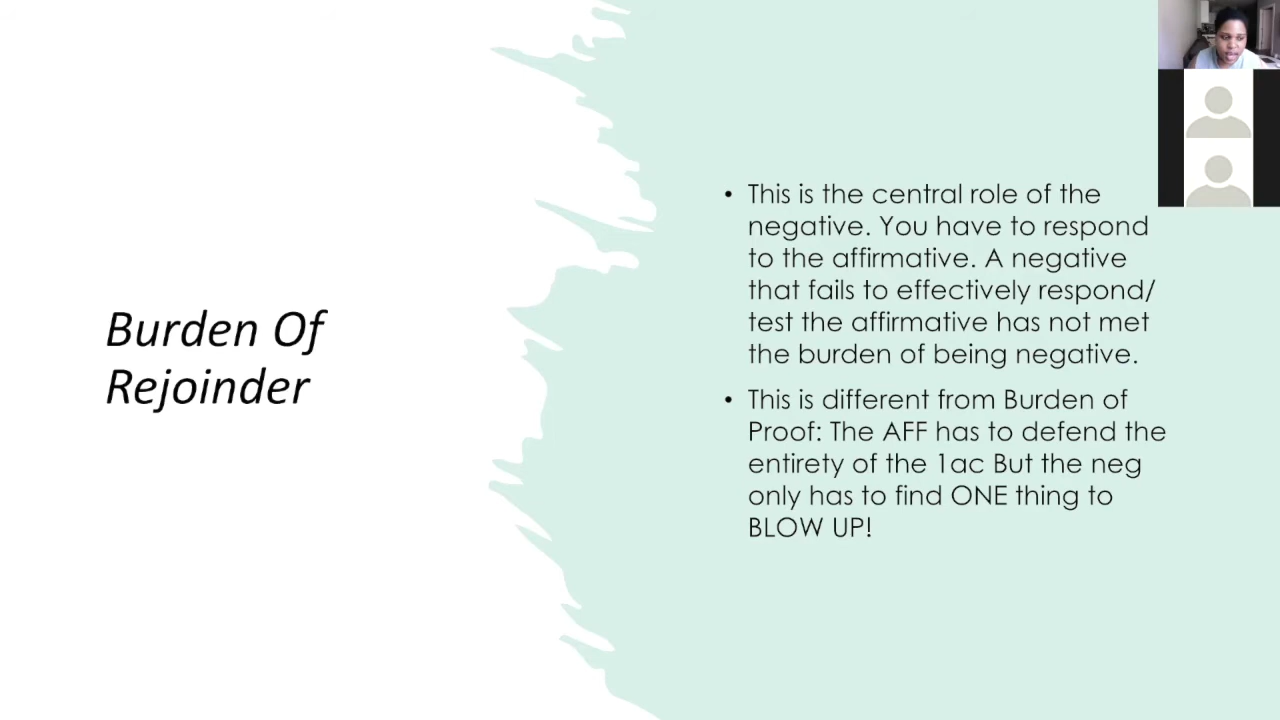 Burden Of
Rejoinder
• This is the central role of the
negative. You have to respond
to the affirmative. A negative
that fails to effectively respond/
test the affirmative has not met
the burden of being negative.
• This is different from Burden of
Proof: The AFF has to defend the
entirety of the 1ac But the neg
only has to find ONE thing to
BLOW UP!